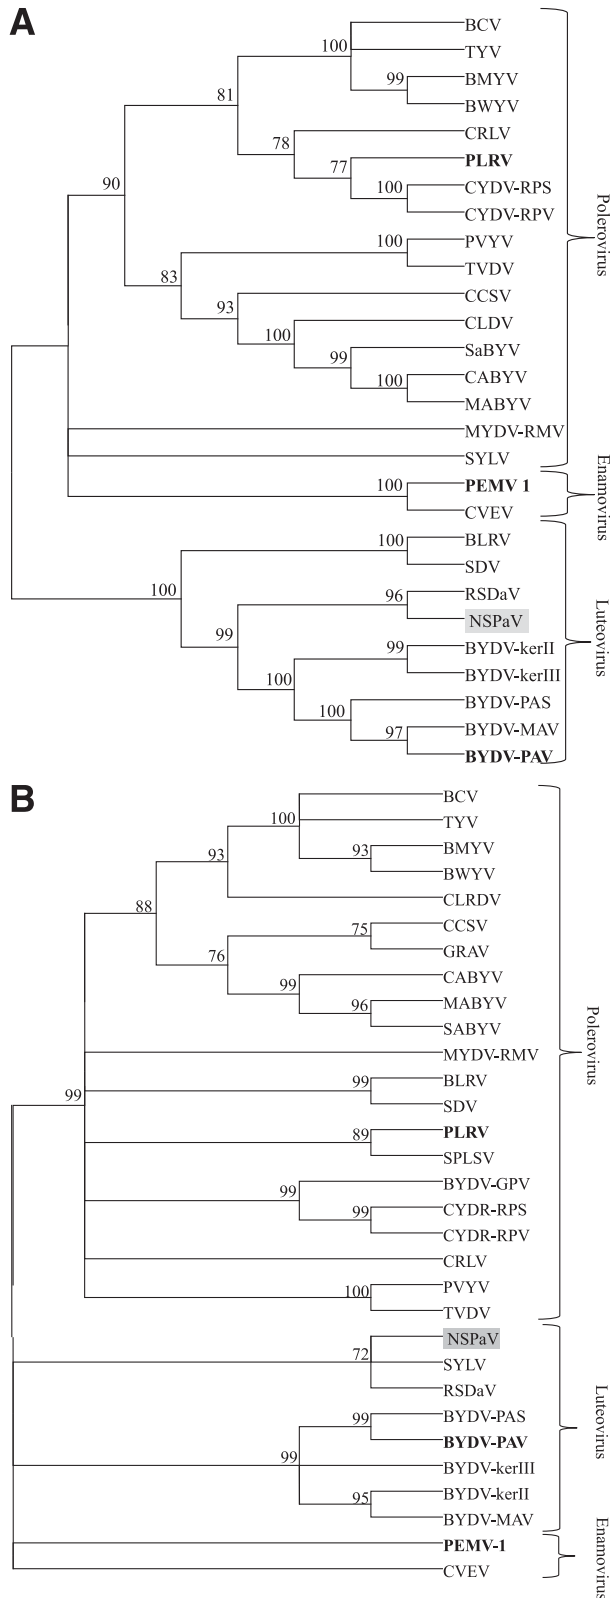 A
BCV
100
TYV
99
BMYV
81
BWYV
78
CRLV
77
PLRV
90
100
CYDV-RPS
CYDV-RPV
100
PVYV
83
TVDV
93
CCSV
100
CLDV
99
SaBYV
100
CABYV
MABYV
MYDV-RMV
SYLV
Polerovirus
100
PEMV 1
CVEV
Enamovirus
100
BLRV
100
SDV
96
RSDaV
99
NSPaV
99
BYDV-kerII
100
BYDV-kerIII
100
BYDV-PAS
97
BYDV-MAV
BYDV-PAV
Luteovirus
B
BCV
100
TYV
93
93
BMYV
BWYV
88
CLRDV
75
CCSV
76
GRAV
99
CABYV
96
MABYV
SABYV
MYDV-RMV
99
99
BLRV
SDV
89
PLRV
SPLSV
99
BYDV-GPV
99
CYDR-RPS
CYDR-RPV
CRLV
100
PVYV
TVDV
Polerovirus
NSPaV
72
SYLV
RSDaV
99
BYDV-PAS
99
BYDV-PAV
BYDV-kerIII
95
BYDV-kerII
BYDV-MAV
Luteovirus
PEMV-1
CVEV
Enamovirus